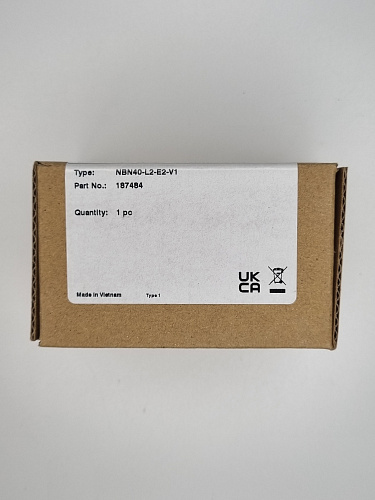 Type: NBN40-L2-E2-V1
Part No.: 187484
Quantity: 1 pc
UK
CA
Made in Vietnam Type 1